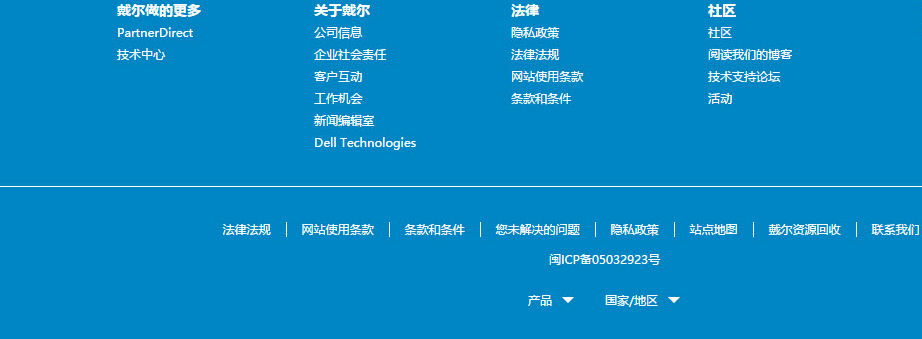 戴尔做的更多
PartnerDirect
技术中心
关于戴尔
公司信息
企业社会责任
客户互动
工作机会
新闻编辑室
Dell Technologies
法律
隐私政策
法律法规
网站使用条款
条款和条件
社区
社区
阅读我们的博客
技术支持论坛
活动
法律法规 | 网站使用条款 | 条款和条件 | 您未解决的问题 | 隐私政策 | 站点地图 | 戴尔资源回收 | 联系我们
闽ICP备05032923号
产品 国家/地区